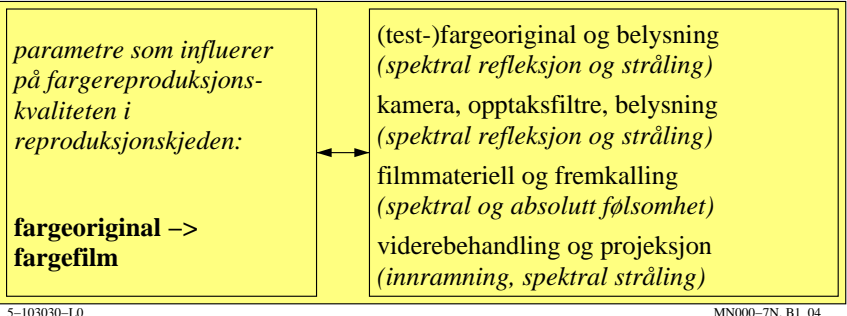 parametre som influerer
på fargereproduksjons-
kvaliteten i
reproduksjonskjeden:
fargeoriginal −>
fargefilm
(test-)fargeoriginal og belysning
(spektral refleksjon og stråling)
kamera, opptaksfiltre, belysning
(spektral refleksjon og stråling)
filmmateriell og fremkalling
(spektral og absolutt følsomhet)
viderebehandling og projeksjon
(innramning, spektral stråling)
5−103030−L0
MN000−7N, B1_04